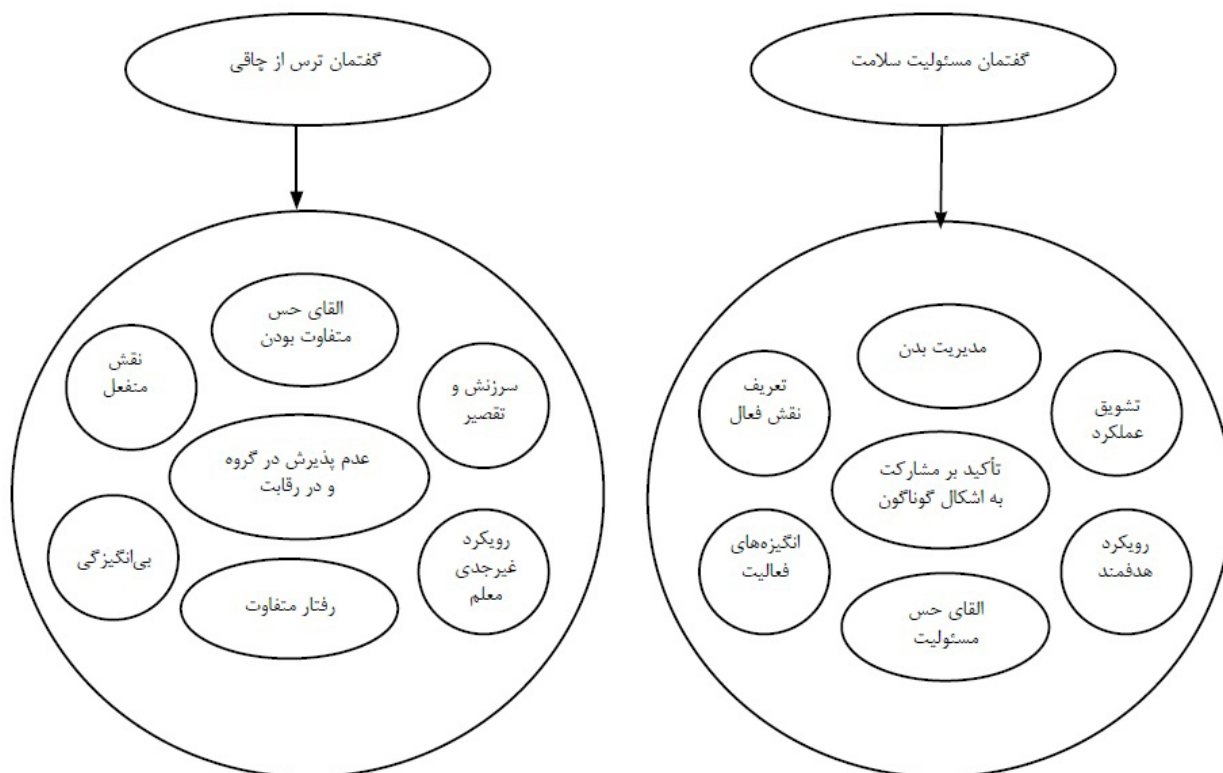 گفتمان مسئولیت سلامت
گفتمان ترس از چاقی
مدیریت بدن
تشویق
عملکرد
تعریف
نقش فعال
تأکید بر مشارکت
به اشکال گوناگون
رویکرد
هدفمند
انگیزه‌های
فعالیت
القای حس
مسئولیت
القای حس
متفاوت بودن
سرزنش و
تقصیر
نقش
منفعل
عدم پذیرش در گروه
و در رقابت
رویکرد
غیرجدی
معلم
بی‌انگیزگی
رفتار متفاوت